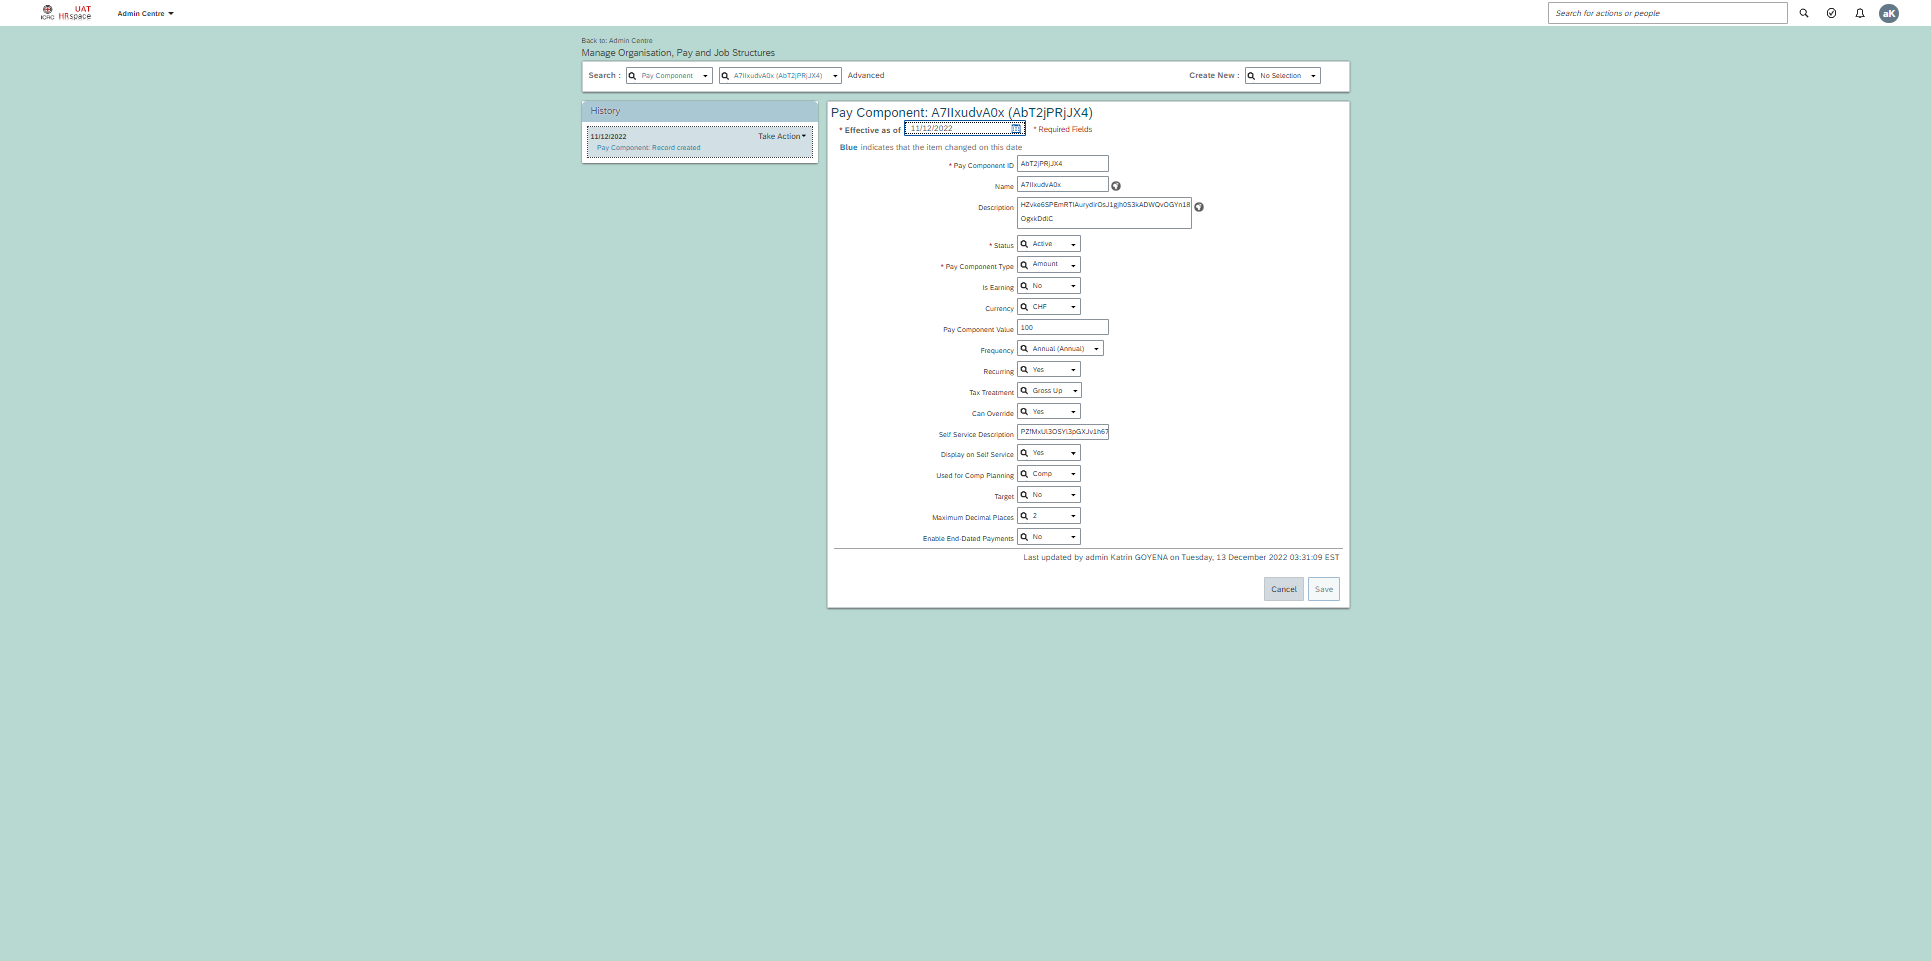 ICRC
UAT
HRspace
Admin Centre
Search for actions or people
aK
Back to: Admin Centre
Manage Organisation, Pay and Job Structures
Search : Pay Component A7IIxudvA0x (AbT2jPRjJX4) Advanced
Create New : No Selection
History
11/12/2022 Take Action
Pay Component: Record created
Pay Component: A7IIxudvA0x (AbT2jPRjJX4)
* Effective as of 11/12/2022 * Required Fields
Blue indicates that the item changed on this date
* Pay Component ID AbT2jPRjJX4
Name A7IIxudvA0x
Description
OgxkDdiC
* Status Active
* Pay Component Type Amount
Is Earning No
Currency CHF
Pay Component Value 100
Frequency Annual (Annual)
Recurring Yes
Tax Treatment Gross Up
Can Override Yes
Self Service Description
Display on Self Service Yes
Used for Comp Planning Comp
Target No
Maximum Decimal Places 2
Enable End-Dated Payments No
Last updated by admin Katrin GOYENA on Tuesday, 13 December 2022 03:31:09 EST
Cancel Save